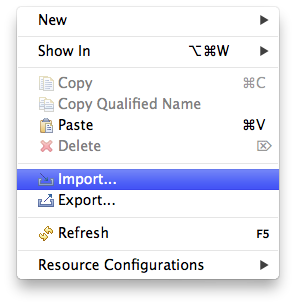 New
Show In ⌥⌘W
Copy ⌘C
Copy Qualified Name
Paste ⌘V
Delete ⌦
Import...
Export...
Refresh F5
Resource Configurations